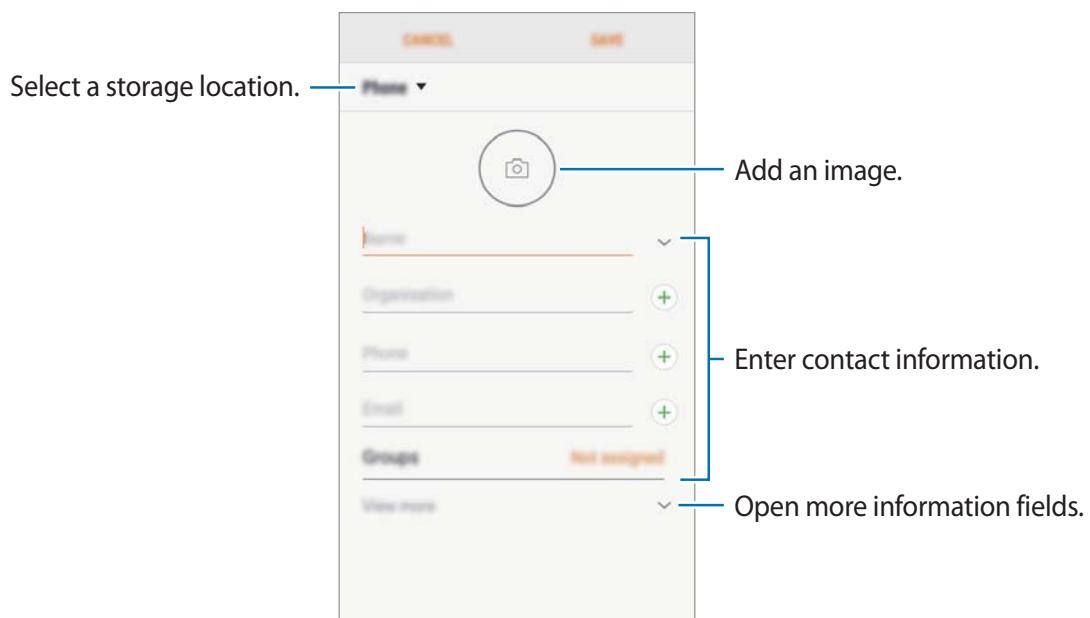 CANCEL SAVE
Select a storage location.
Phone
Add an image.
Name
Organisation
Phone
Enter contact information.
Email
Groups Not assigned
View more
Open more information fields.